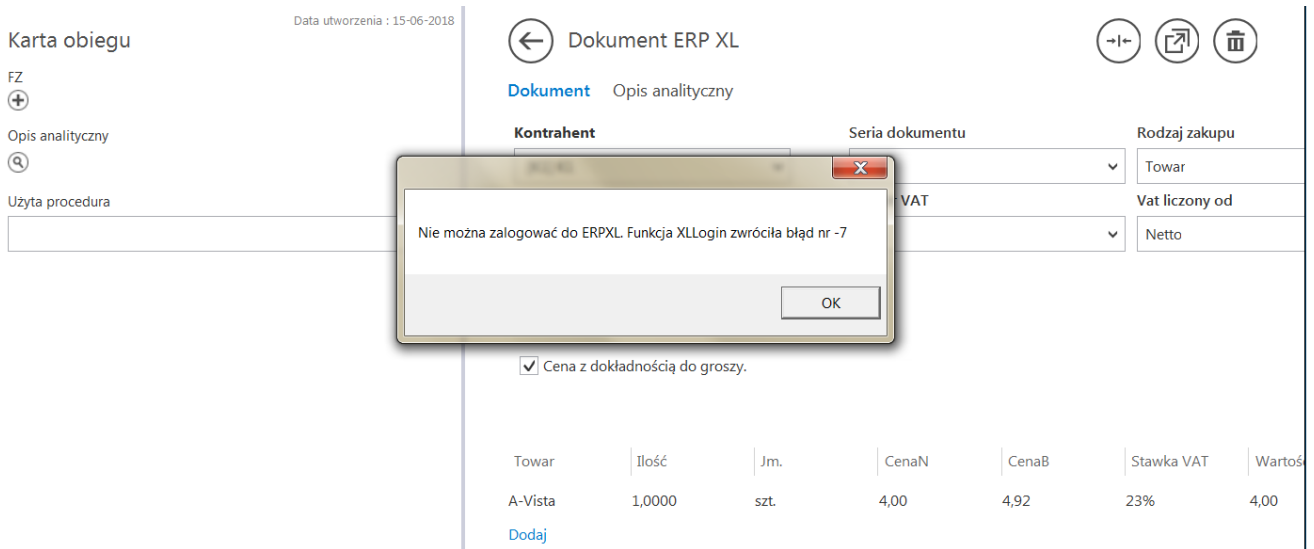 Data utworzenia : 15-06-2018
Karta obiegu
FZ
Opis analityczny
Użyta procedura
Dokument ERP XL
Dokument Opis analityczny
Kontrahent Seria dokumentu Rodzaj zakupu
Towar
VAT Vat liczony od
Netto
Nie można zalogować do ERPXL. Funkcja XLLogin zwróciła błąd nr -7
OK
Cena z dokładnością do groszy.
Towar Ilość Jm. CenaN CenaB Stawka VAT Wartoś
A-Vista 1,0000 szt. 4,00 4,92 23% 4,00
Dodaj